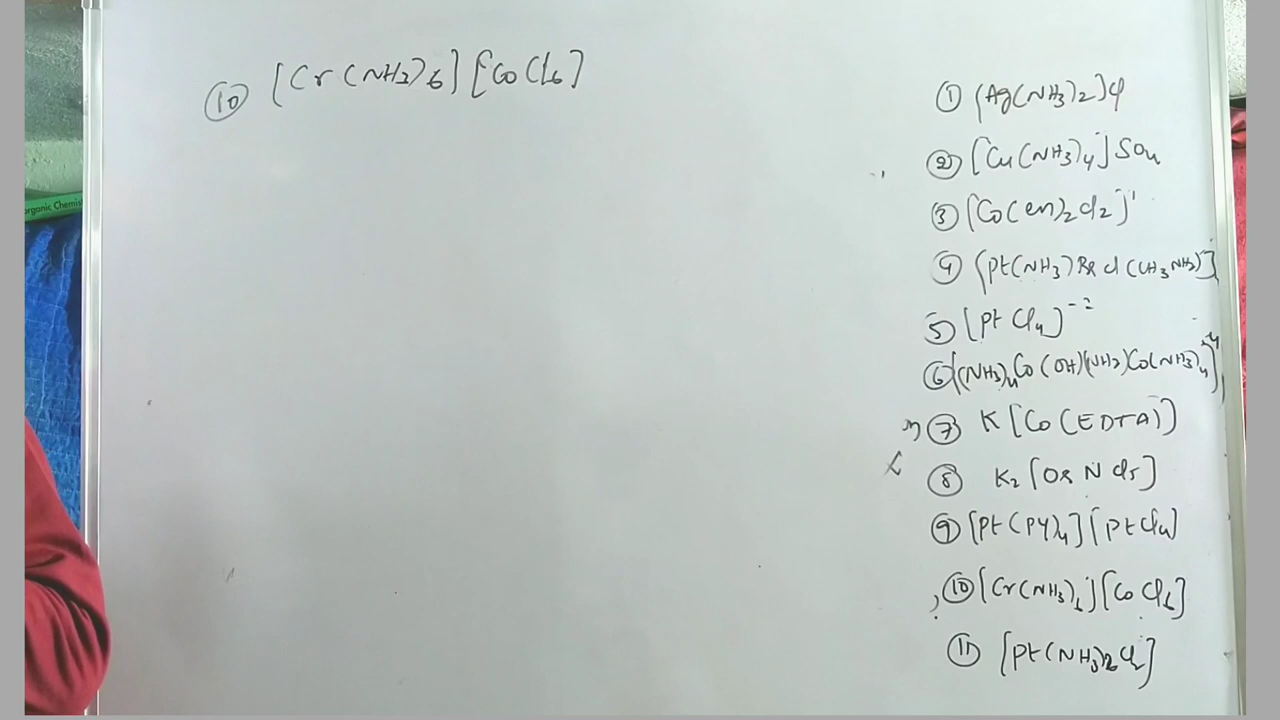 (10) [Cr(NH3)6] [CoCl6]
(1) [Ag(NH3)2]Cl
(2) [Cu(NH3)4]SO4
(3) [Co(en)2Cl2]
(4) [Pt(NH3)BrCl(CH3NH2)]
(5) [PtCl4]-2
(6) [(NH3)4Co(OH)(NH2)Co(NH3)4]
(7) K[Co(EDTA)]
(8) K2[OsNCl5]
(9) [Pt(PY)4][PtCl4]
(10) [Cr(NH3)6][CoCl6]
(11) [Pt(NH3)2Cl2]
organic Chemis